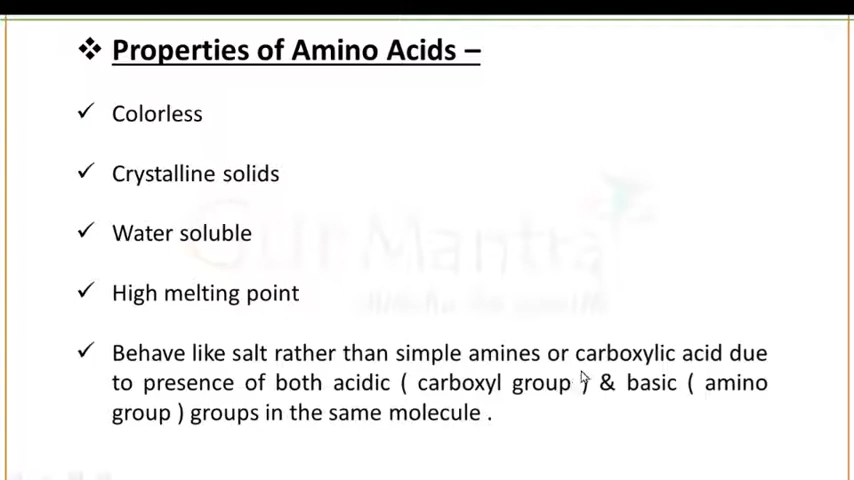 ❖ Properties of Amino Acids –
✓ Colorless
✓ Crystalline solids
✓ Water soluble
✓ High melting point
✓ Behave like salt rather than simple amines or carboxylic acid due
to presence of both acidic ( carboxyl group ) & basic ( amino
group ) groups in the same molecule .
Gur Mantra